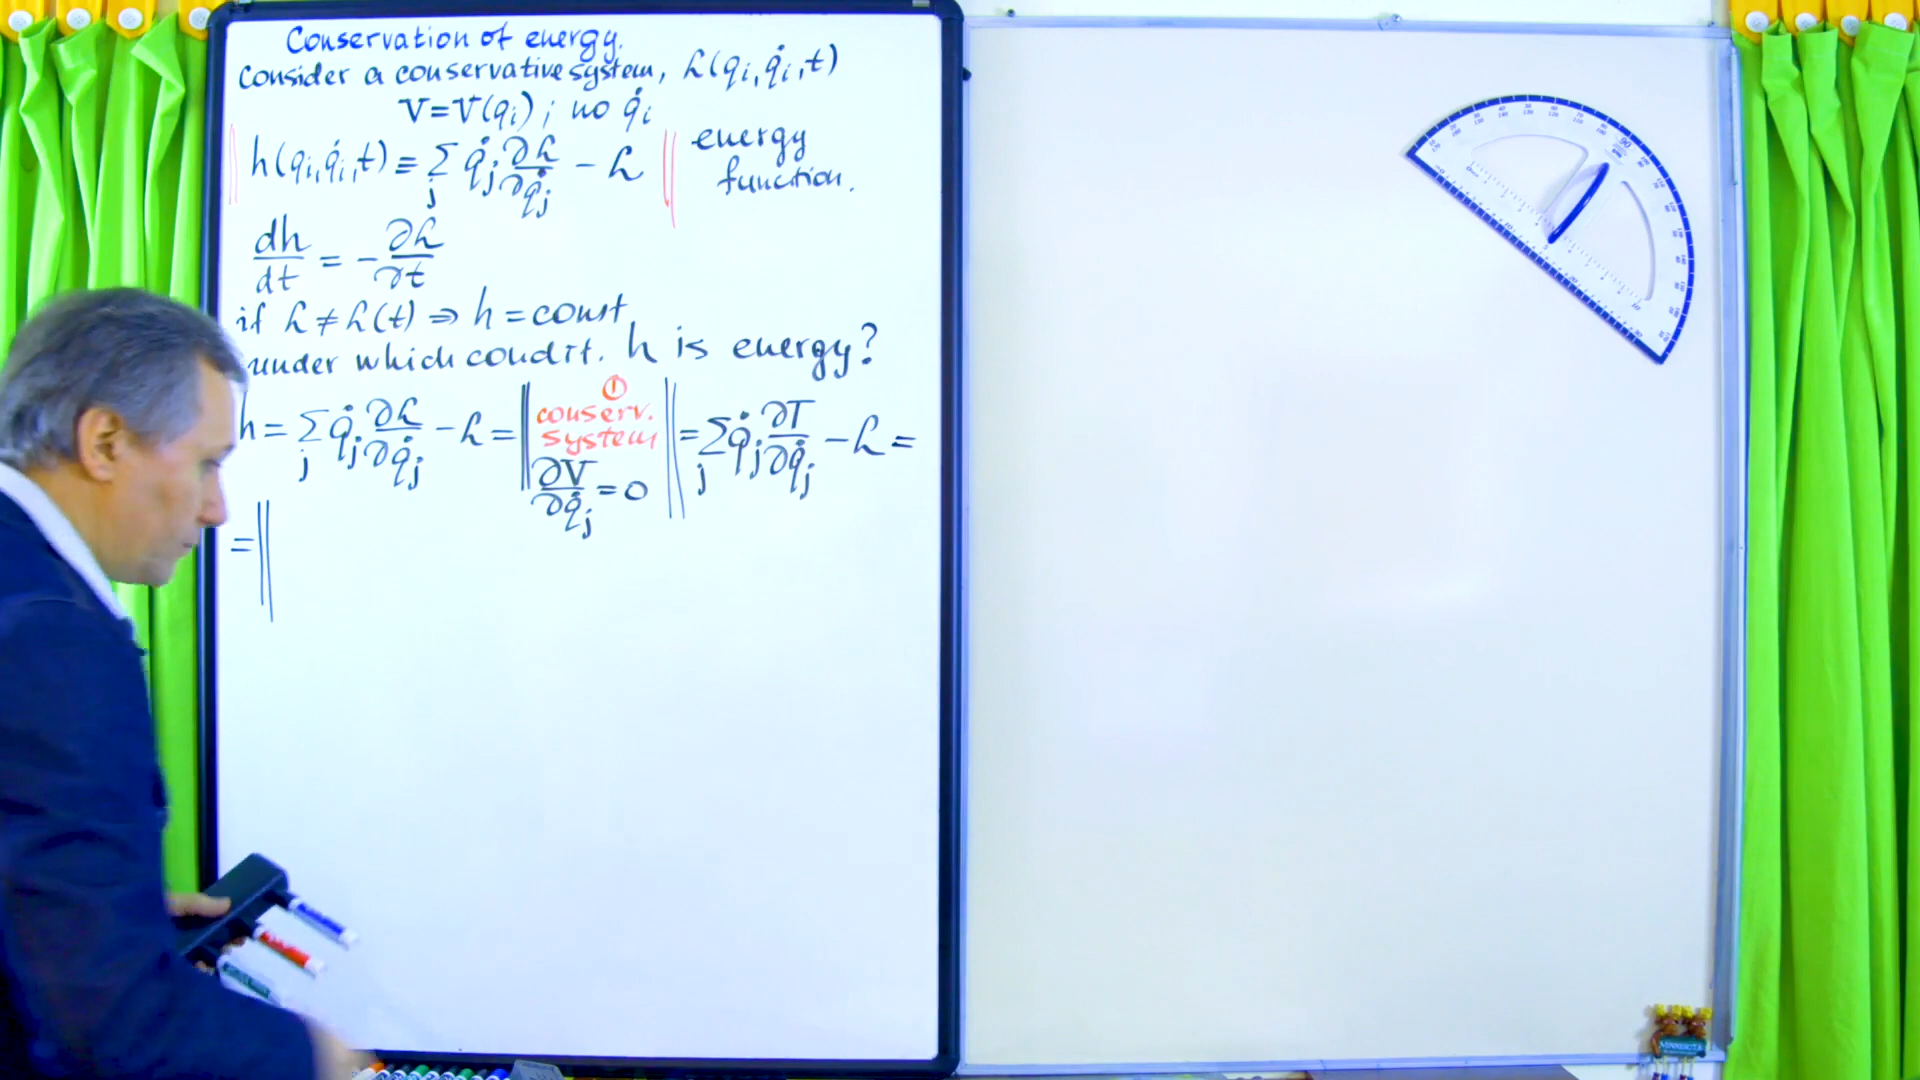 Conservation of energy.
Consider a conservative system, L(qᵢ, q̇ᵢ, t)
V=V(qᵢ) ; no q̇ᵢ
h(qᵢ, q̇ᵢ, t) ≡ Σⱼ q̇ⱼ ∂L/∂q̇ⱼ − L ‖ energy function.
dh/dt = − ∂L/∂t
if L ≠ L(t) ⇒ h = const
under which condit. h is energy?
h = Σⱼ q̇ⱼ ∂L/∂q̇ⱼ − L = ‖ ① conserv. system ∂V/∂q̇ⱼ = 0 ‖ = Σⱼ q̇ⱼ ∂T/∂q̇ⱼ − L =
= ‖